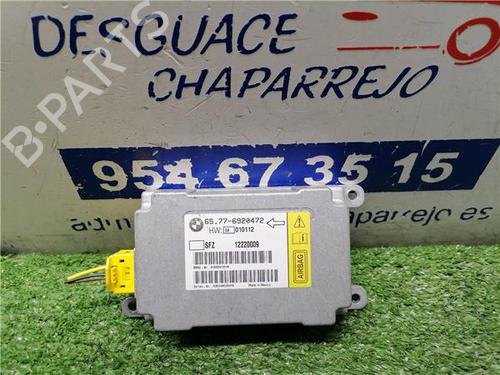 DESGUACE
CHAPARREJO
954 67 35 15
B-PARTS
65.77-6920472
HW: 010112
SFZ 12220009
AIRBAG
Made in Mexico